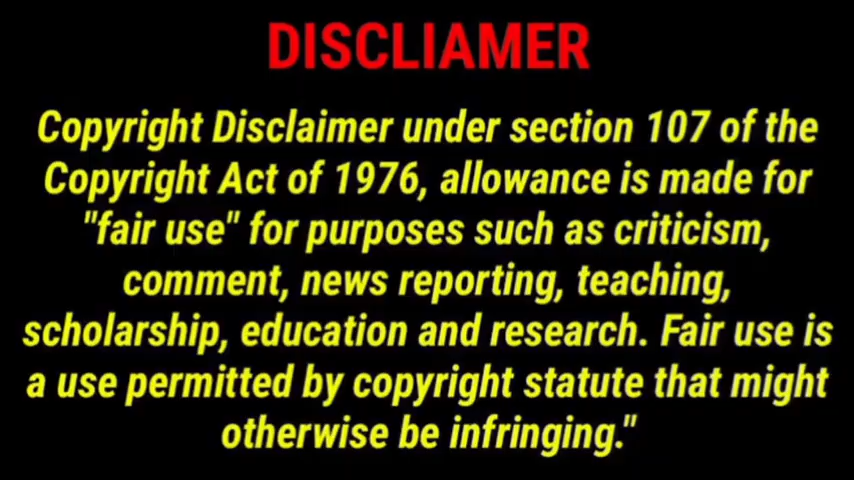 DISCLIAMER
Copyright Disclaimer under section 107 of the
Copyright Act of 1976, allowance is made for
"fair use" for purposes such as criticism,
comment, news reporting, teaching,
scholarship, education and research. Fair use is
a use permitted by copyright statute that might
otherwise be infringing."